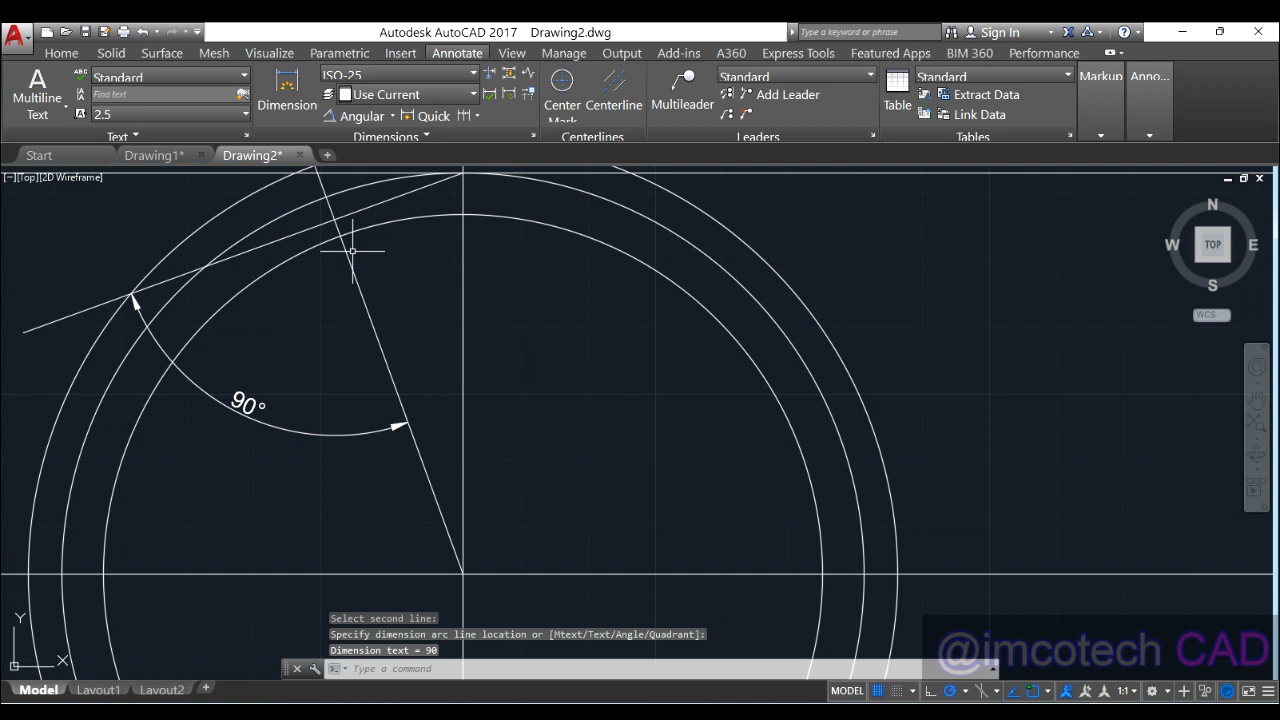 Autodesk AutoCAD 2017 Drawing2.dwg
Type a keyword or phrase
Sign In
Home Solid Surface Mesh Visualize Parametric Insert Annotate View Manage Output Add-ins A360 Express Tools Featured Apps BIM 360 Performance
Multiline
Text
Standard
Find text
2.5
Text
Dimension
ISO-25
Use Current
Angular
Quick
Dimensions
Center
Mark
Centerline
Centerlines
Multileader
Standard
Add Leader
Leaders
Table
Standard
Extract Data
Link Data
Tables
Markup
Anno...
Start Drawing1* Drawing2*
[−][Top][2D Wireframe]
N
W TOP E
S
WCS
90°
Y
X
Select second line:
Specify dimension arc line location or [Mtext/Text/Angle/Quadrant]:
Dimension text = 90
Type a command
@imcotech CAD
Model Layout1 Layout2
MODEL
1:1